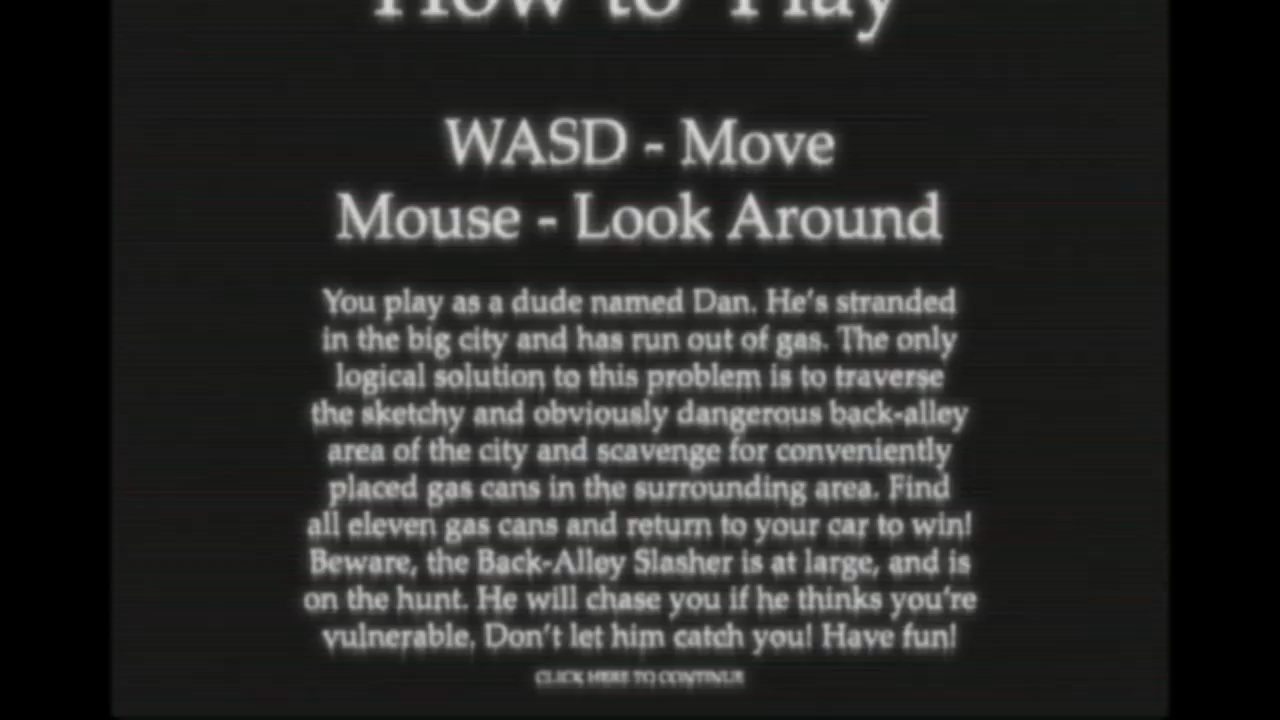 How to Play
WASD - Move
Mouse - Look Around
You play as a dude named Dan. He's stranded
in the big city and has run out of gas. The only
logical solution to this problem is to traverse
the sketchy and obviously dangerous back-alley
area of the city and scavenge for conveniently
placed gas cans in the surrounding area. Find
all eleven gas cans and return to your car to win!
Beware, the Back-Alley Slasher is at large, and is
on the hunt. He will chase you if he thinks you're
vulnerable. Don't let him catch you! Have fun!
CLICK HERE TO CONTINUE